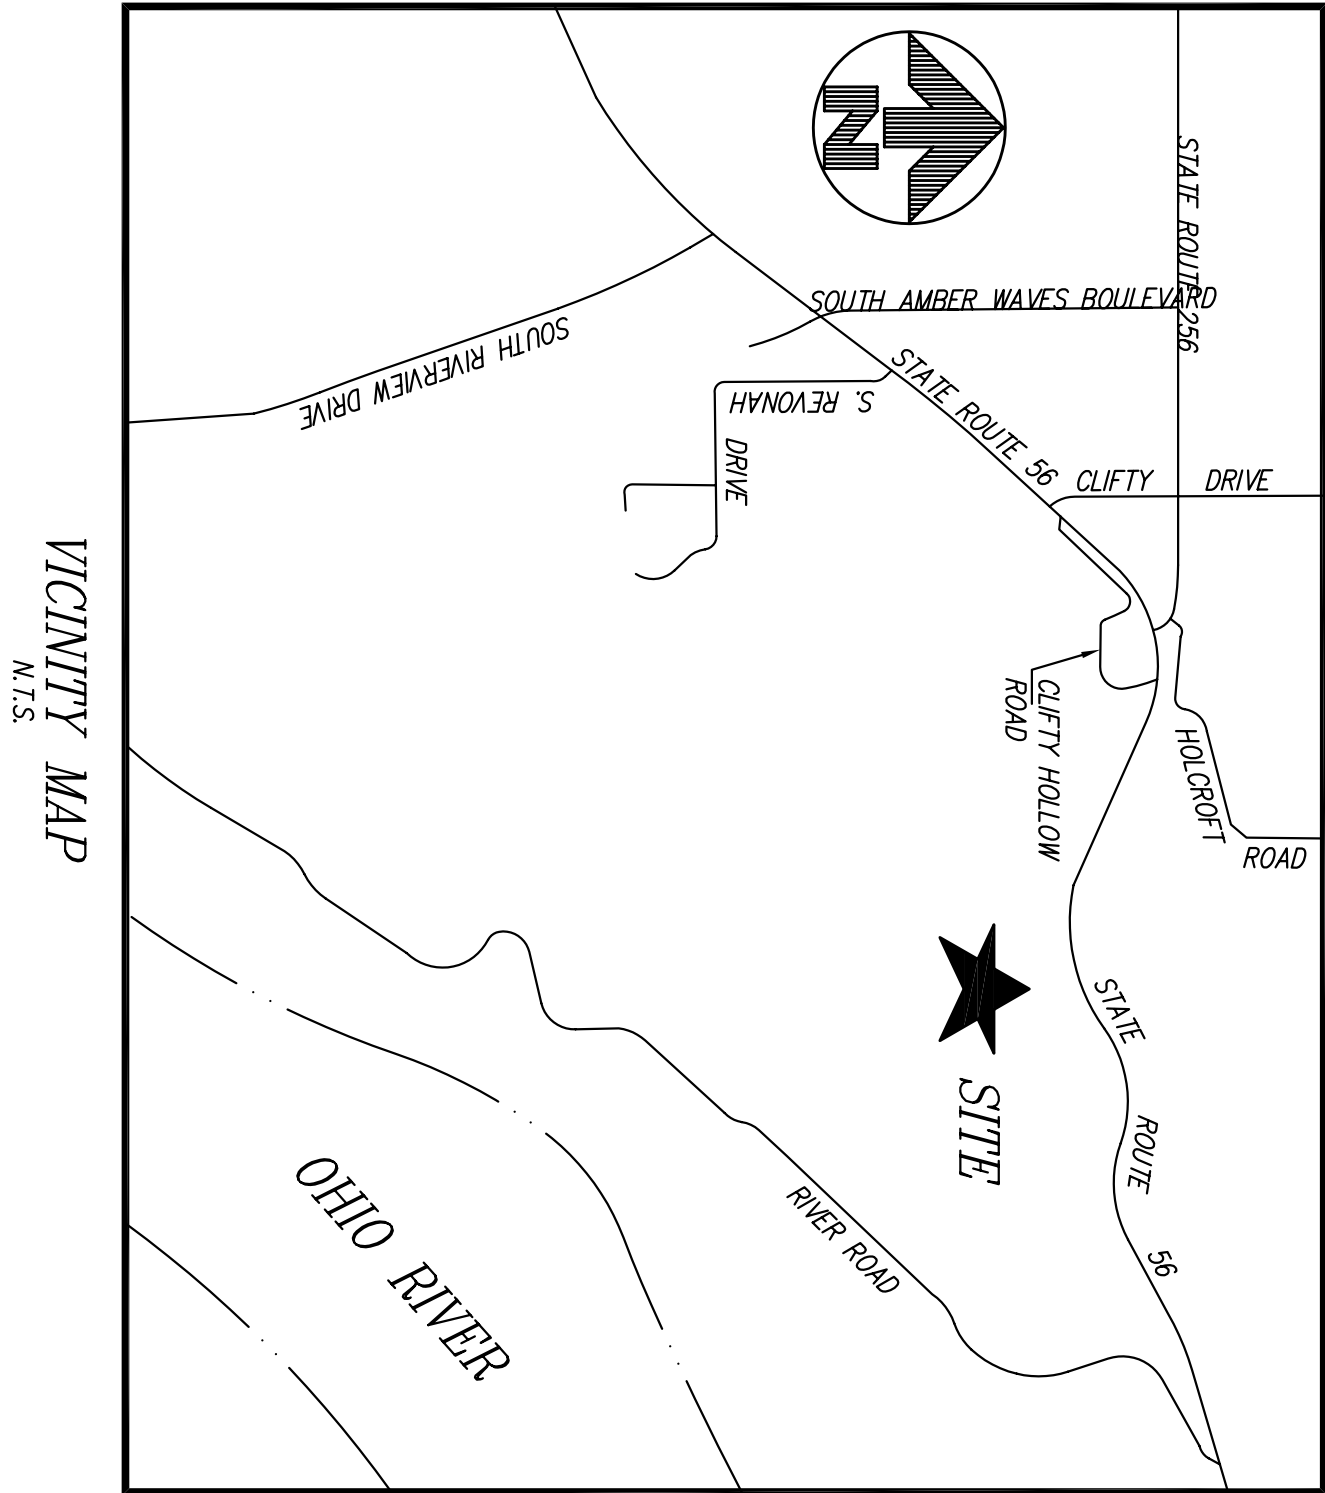 N
STATE ROUTE 256
SOUTH AMBER WAVES BOULEVARD
STATE ROUTE 56
CLIFTY DRIVE
SOUTH RIVERVIEW DRIVE
S. REVONAH
DRIVE
CLIFTY HOLLOW
ROAD
HOLCROFT
ROAD
STATE
ROUTE
56
SITE
RIVER ROAD
OHIO RIVER
VICINITY MAP
N.T.S.